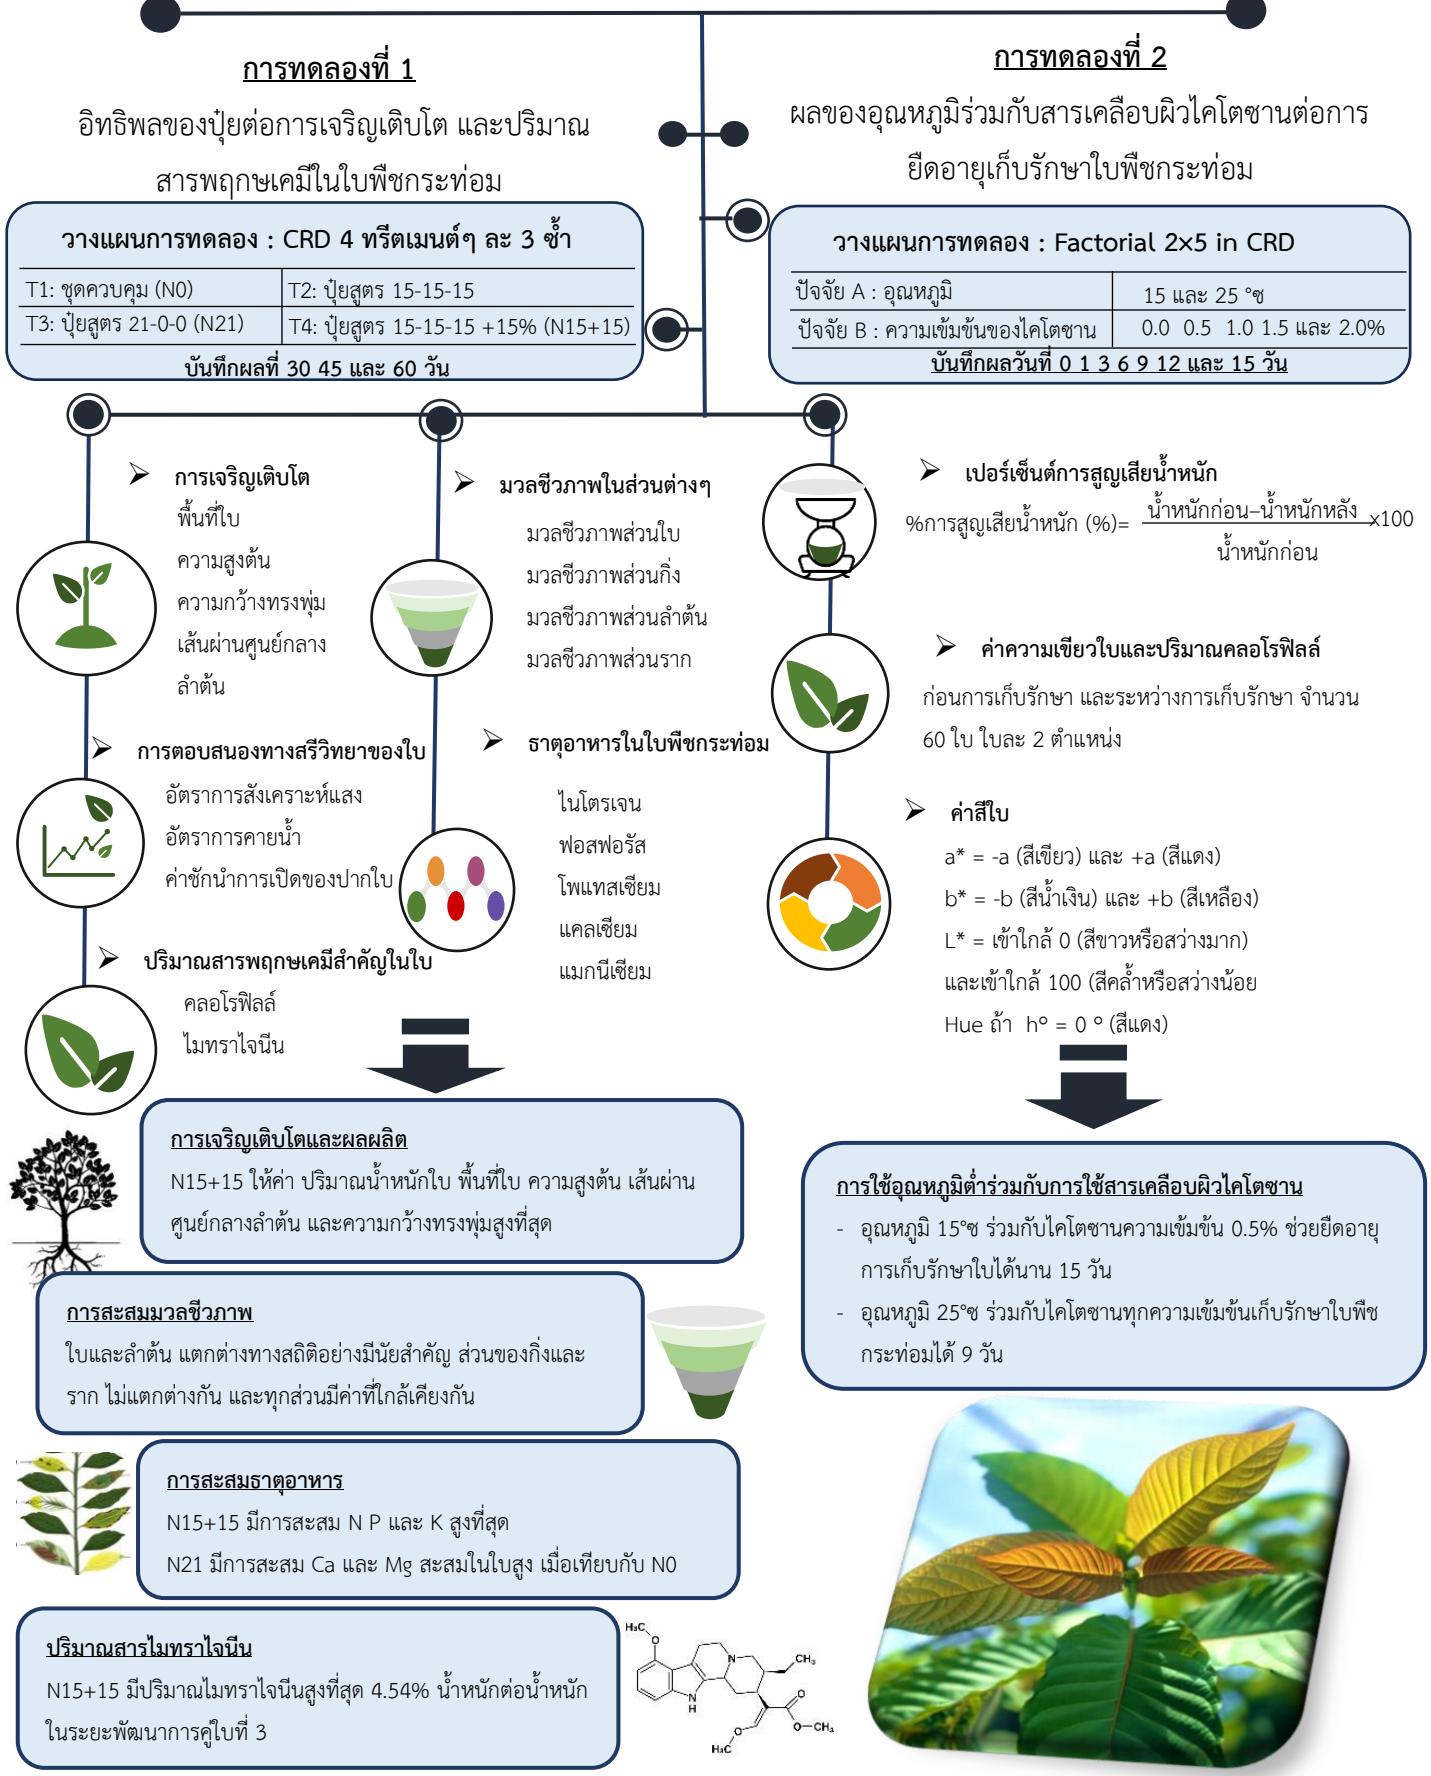 การทดลองที่ 1
อิทธิพลของปุ๋ยต่อการเจริญเติบโต และปริมาณ
สารพฤกษเคมีในใบพืชกระท่อม
วางแผนการทดลอง : CRD 4 ทรีตเมนต์ๆ ละ 3 ซ้ำ
T1: ชุดควบคุม (N0)
T2: ปุ๋ยสูตร 15-15-15
T3: ปุ๋ยสูตร 21-0-0 (N21)
T4: ปุ๋ยสูตร 15-15-15 +15% (N15+15)
บันทึกผลที่ 30 45 และ 60 วัน
การทดลองที่ 2
ผลของอุณหภูมิร่วมกับสารเคลือบผิวไคโตซานต่อการ
ยืดอายุเก็บรักษาใบพืชกระท่อม
วางแผนการทดลอง : Factorial 2×5 in CRD
ปัจจัย A : อุณหภูมิ
15 และ 25 °ซ
ปัจจัย B : ความเข้มข้นของไคโตซาน
0.0 0.5 1.0 1.5 และ 2.0%
บันทึกผลวันที่ 0 1 3 6 9 12 และ 15 วัน
➢ การเจริญเติบโต
พื้นที่ใบ
ความสูงต้น
ความกว้างทรงพุ่ม
เส้นผ่านศูนย์กลาง
ลำต้น
➢ การตอบสนองทางสรีวิทยาของใบ
อัตราการสังเคราะห์แสง
อัตราการคายน้ำ
ค่าชักนำการเปิดของปากใบ
➢ ปริมาณสารพฤกษเคมีสำคัญในใบ
คลอโรฟิลล์
ไมทราไจนีน
➢ มวลชีวภาพในส่วนต่างๆ
มวลชีวภาพส่วนใบ
มวลชีวภาพส่วนกิ่ง
มวลชีวภาพส่วนลำต้น
มวลชีวภาพส่วนราก
➢ ธาตุอาหารในใบพืชกระท่อม
ไนโตรเจน
ฟอสฟอรัส
โพแทสเซียม
แคลเซียม
แมกนีเซียม
➢ เปอร์เซ็นต์การสูญเสียน้ำหนัก
%การสูญเสียน้ำหนัก (%)= น้ำหนักก่อน–น้ำหนักหลัง x100
น้ำหนักก่อน
➢ ค่าความเขียวใบและปริมาณคลอโรฟิลล์
ก่อนการเก็บรักษา และระหว่างการเก็บรักษา จำนวน
60 ใบ ใบละ 2 ตำแหน่ง
➢ ค่าสีใบ
a* = -a (สีเขียว) และ +a (สีแดง)
b* = -b (สีน้ำเงิน) และ +b (สีเหลือง)
L* = เข้าใกล้ 0 (สีขาวหรือสว่างมาก)
และเข้าใกล้ 100 (สีคล้ำหรือสว่างน้อย
Hue ถ้า h° = 0 ° (สีแดง)
การเจริญเติบโตและผลผลิต
N15+15 ให้ค่า ปริมาณน้ำหนักใบ พื้นที่ใบ ความสูงต้น เส้นผ่าน
ศูนย์กลางลำต้น และความกว้างทรงพุ่มสูงที่สุด
การสะสมมวลชีวภาพ
ใบและลำต้น แตกต่างทางสถิติอย่างมีนัยสำคัญ ส่วนของกิ่งและ
ราก ไม่แตกต่างกัน และทุกส่วนมีค่าที่ใกล้เคียงกัน
การสะสมธาตุอาหาร
N15+15 มีการสะสม N P และ K สูงที่สุด
N21 มีการสะสม Ca และ Mg สะสมในใบสูง เมื่อเทียบกับ N0
ปริมาณสารไมทราไจนีน
N15+15 มีปริมาณไมทราไจนีนสูงที่สุด 4.54% น้ำหนักต่อน้ำหนัก
ในระยะพัฒนาการคู่ใบที่ 3
H₃C
O
N
CH₃
N
H
O
O
CH₃
O
H₃C
การใช้อุณหภูมิต่ำร่วมกับการใช้สารเคลือบผิวไคโตซาน
- อุณหภูมิ 15°ซ ร่วมกับไคโตซานความเข้มข้น 0.5% ช่วยยืดอายุ
การเก็บรักษาใบได้นาน 15 วัน
- อุณหภูมิ 25°ซ ร่วมกับไคโตซานทุกความเข้มข้นเก็บรักษาใบพืช
กระท่อมได้ 9 วัน